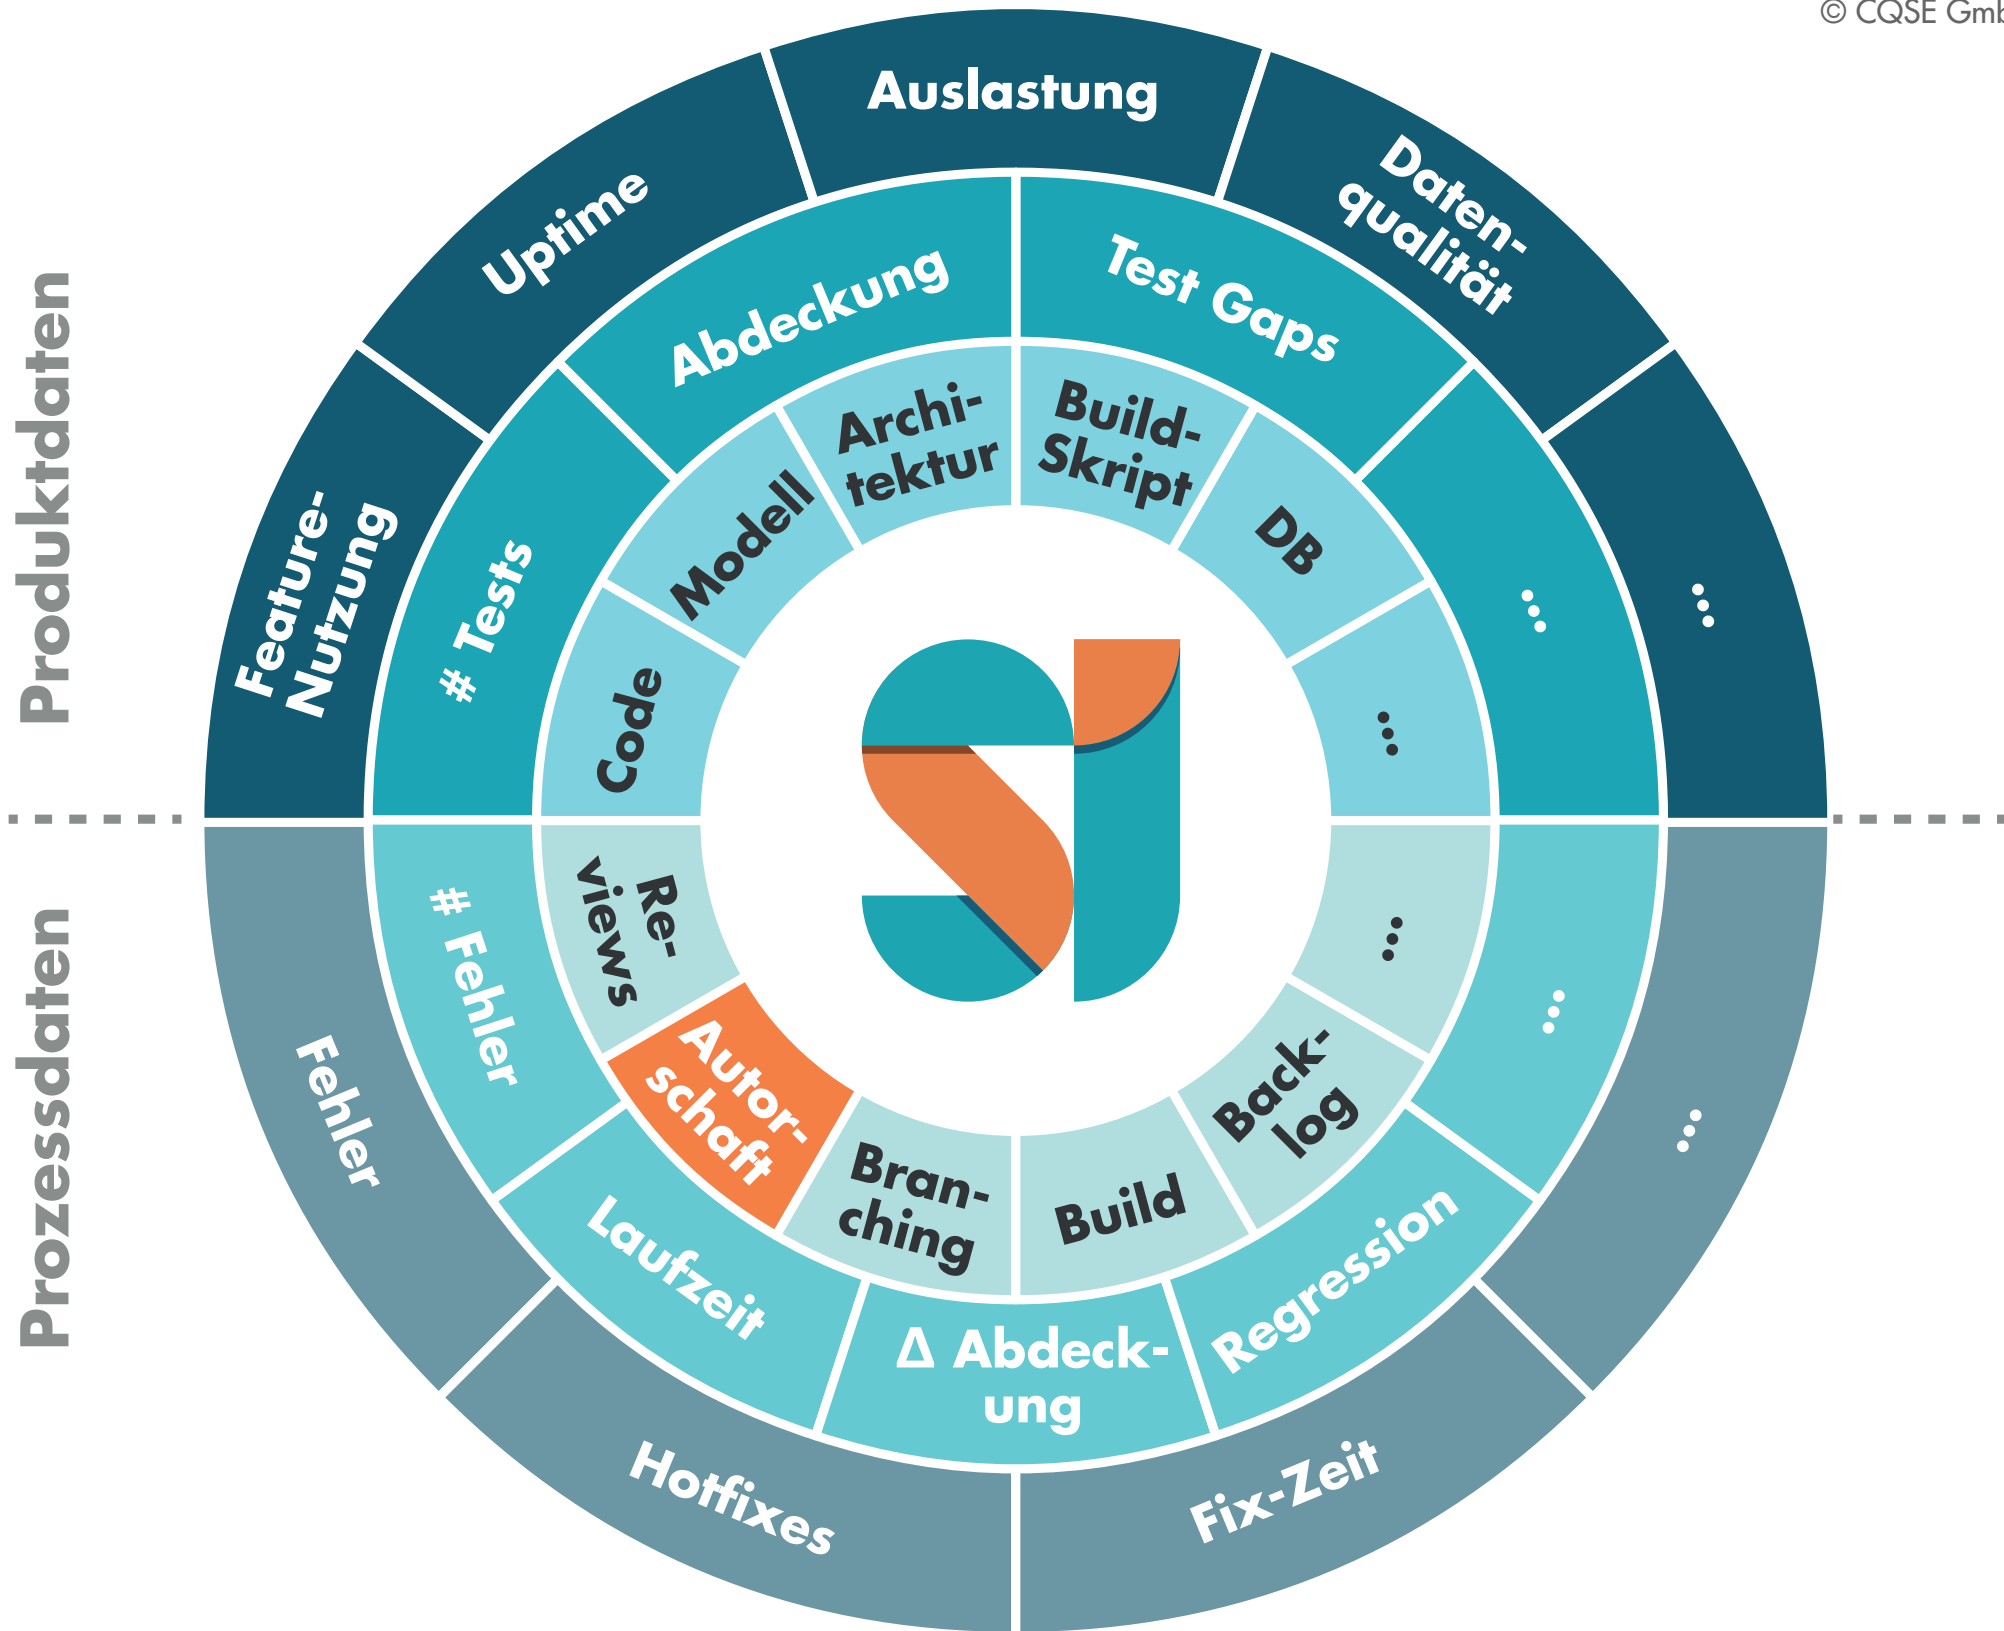 © CQSE Gmb
Produktdaten
Prozessdaten
Feature-
Nutzung
Uptime
Auslastung
Daten-
qualität
...
# Tests
Abdeckung
Test Gaps
...
Code
Modell
Archi-
tektur
Build-
Skript
DB
...
Re-
views
Autor-
schaft
Bran-
ching
Build
Back-
log
...
# Fehler
Laufzeit
Δ Abdeck-
ung
Regression
...
Fehler
Hotfixes
Fix-Zeit
...